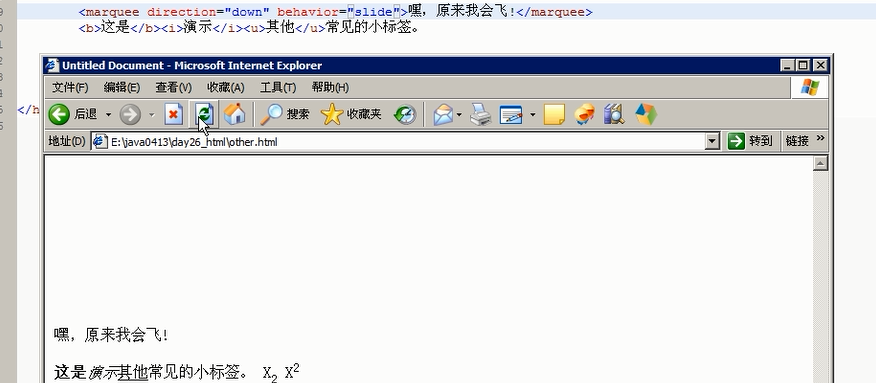 <marquee direction="down" behavior="slide">嘿，原来我会飞!</marquee>
<b>这是</b><i>演示</i><u>其他</u>常见的小标签。
</h
Untitled Document - Microsoft Internet Explorer
文件(F) 编辑(E) 查看(V) 收藏(A) 工具(T) 帮助(H)
后退 搜索 收藏夹
地址(D) E:\java0413\day26_html\other.html 转到 链接 »
嘿，原来我会飞!
这是演示其他常见的小标签。 X2 X2